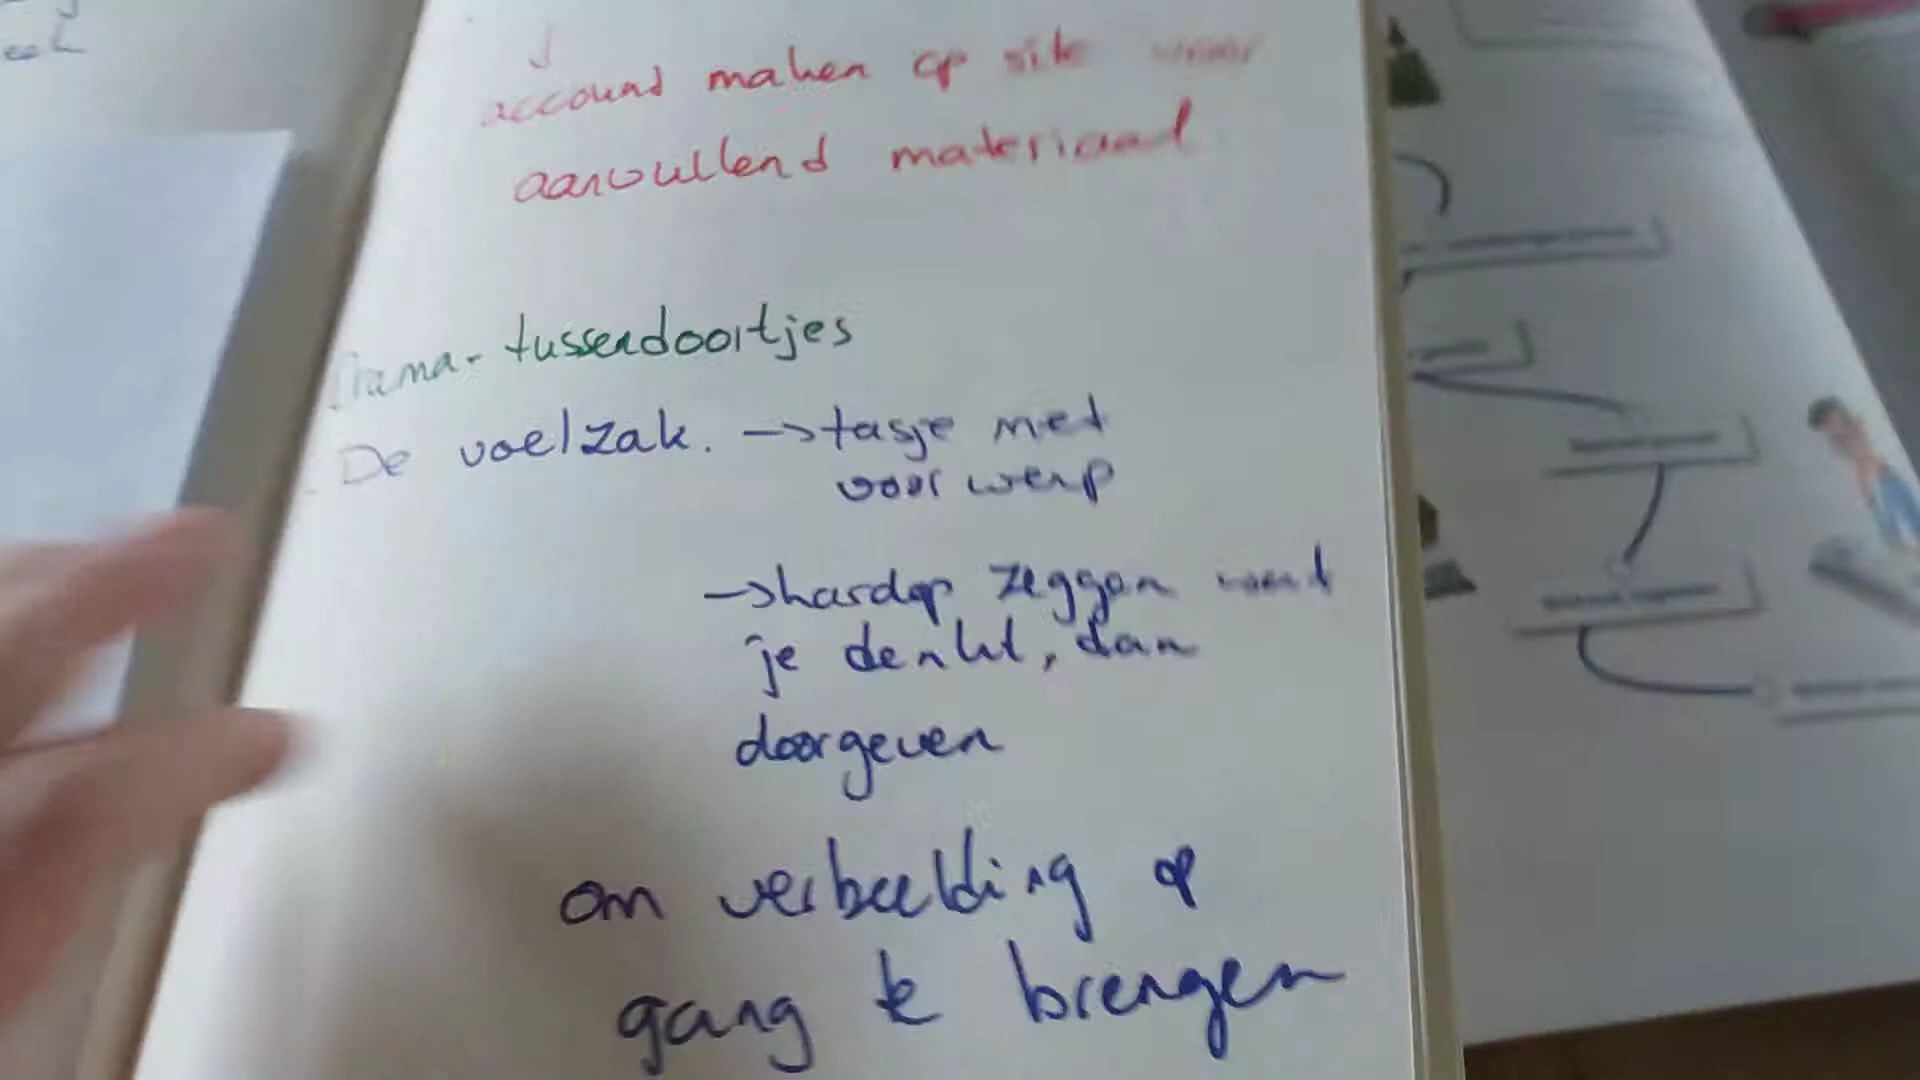 account maken op site voor
aanvullend materiaal
Drama-tussendoortjes
De voelzak. → tasje met
voorwerp
→ hardop zeggen wat
je denkt, dan
doorgeven
om verbeelding op
gang te brengen